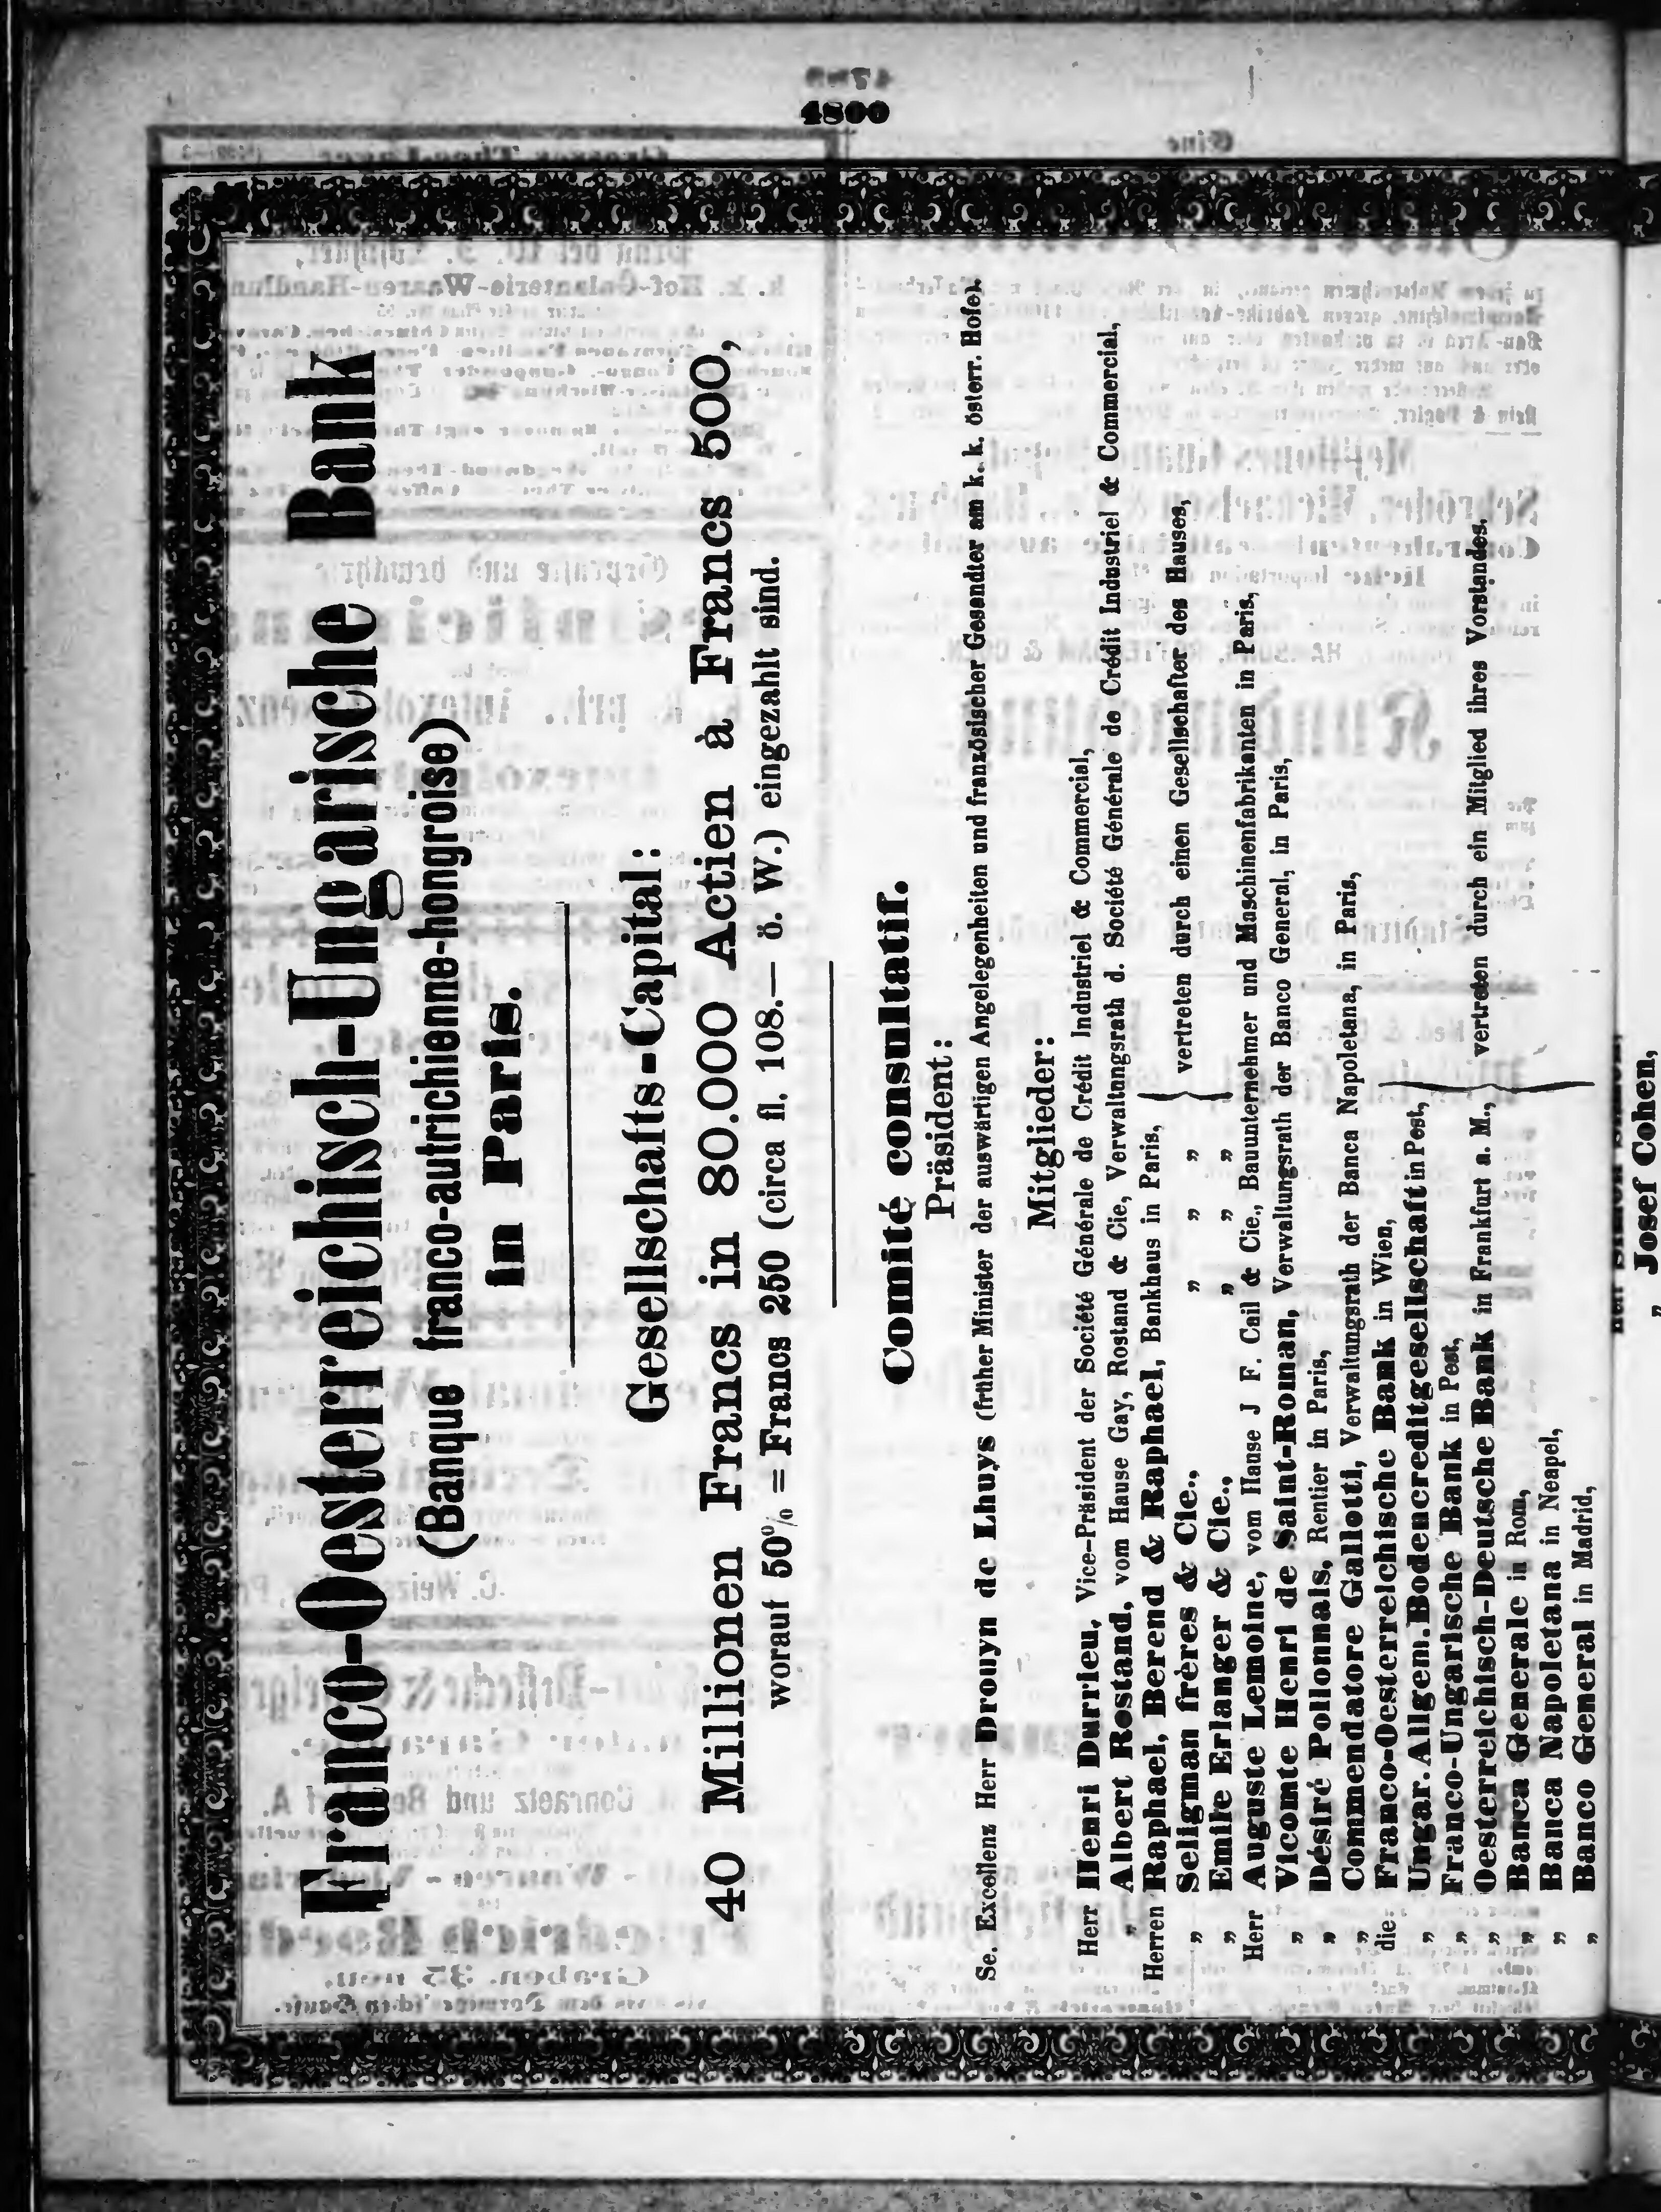 4800
Franco-Oesterreichisch-Ungarische Bank
(Banque franco-autrichienne-hongroise)
in Paris.
Gesellschafts-Capital:
40 Millionen Francs in 80.000 Actien à Francs 500,
worauf 50% = Francs 250 (circa fl. 108.— ö. W.) eingezahlt sind.
Comité consultatif.
Präsident:
Se. Excellenz Herr Drouyn de Lhuys (früher Minister der auswärtigen Angelegenheiten und französischer Gesandter am k. k. österr. Hofe).
Mitglieder:
Herr Henri Durrieu, Vice-Präsident der Société Générale de Crédit Industriel & Commercial,
„ Albert Rostand, vom Hause Gay, Rostand & Cie, Verwaltungsrath d. Société Générale de Crédit Industriel & Commercial,
Herren Raphael, Berend & Raphael, Bankhaus in Paris,
„ Seligman frères & Cie., „ „ „ } vertreten durch einen Gesellschafter des Hauses,
„ Emile Erlanger & Cie., „ „ „
Herr Auguste Lemoine, vom Hause J F. Cail & Cie., Bauunternehmer und Maschinenfabrikanten in Paris,
„ Vicomte Henri de Saint-Roman, Verwaltungsrath der Banco General, in Paris,
„ Désiré Pollonnais, Rentier in Paris,
„ Commendatore Gallotti, Verwaltungsrath der Banca Napoletana, in Paris,
die Franco-Oesterreichische Bank in Wien,
„ Ungar. Allgem. Bodencreditgesellschaft in Pest,
„ Franco-Ungarische Bank in Pest,
„ Oesterreichisch-Deutsche Bank in Frankfurt a. M., } vertreten durch ein Mitglied ihres Vorstandes.
„ Banca Generale in Rom,
„ Banca Napoletana in Neapel,
„ Banco General in Madrid,
„ Josef Cohen,